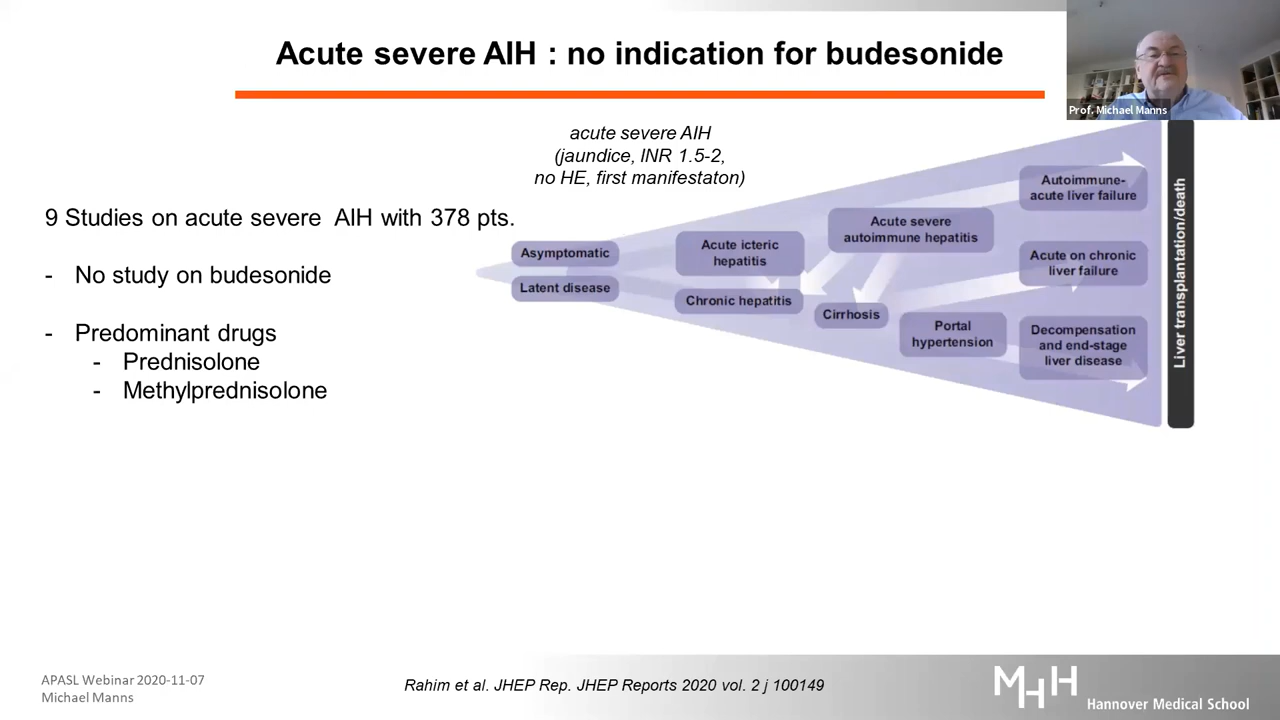 Acute severe AIH : no indication for budesonide
Prof. Michael Manns
acute severe AIH
(jaundice, INR 1.5-2,
no HE, first manifestaton)
9 Studies on acute severe AIH with 378 pts.
- No study on budesonide
- Predominant drugs
- Prednisolone
- Methylprednisolone
Asymptomatic
Latent disease
Acute icteric
hepatitis
Chronic hepatitis
Acute severe
autoimmune hepatitis
Cirrhosis
Portal
hypertension
Autoimmune-
acute liver failure
Acute on chronic
liver failure
Decompensation
and end-stage
liver disease
Liver transplantation/death
APASL Webinar 2020-11-07
Michael Manns
Rahim et al. JHEP Rep. JHEP Reports 2020 vol. 2 j 100149
MHH
Hannover Medical School